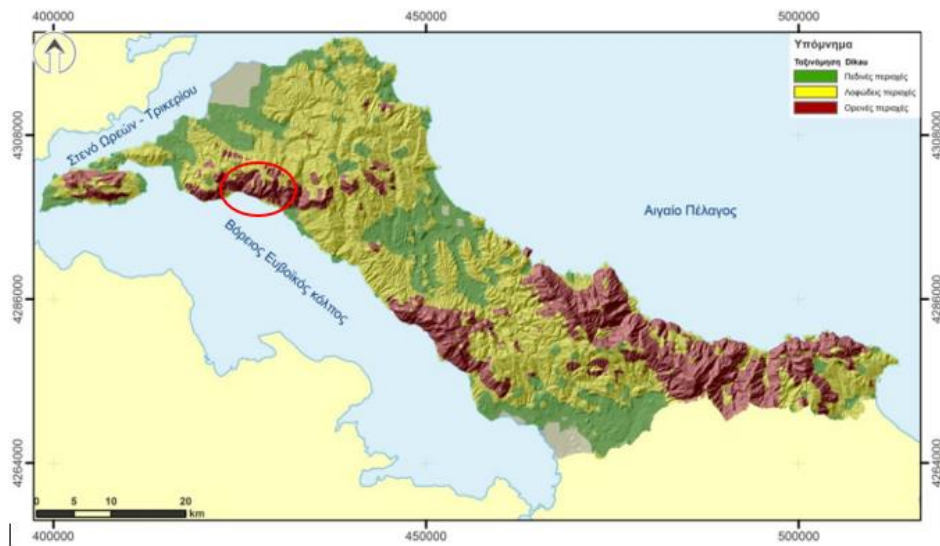 400000 450000 500000
Υπόμνημα
Ταξινόμηση Dikau
Πεδινές περιοχές
Λοφώδεις περιοχές
Ορεινές περιοχές
Στενό Ωρεών - Τρικερίου
4308000 4308000
Αιγαίο Πέλαγος
Βόρειος Ευβοϊκός κόλπος
4286000 4286000
4264000 4264000
0 5 10 20
km
400000 450000 500000